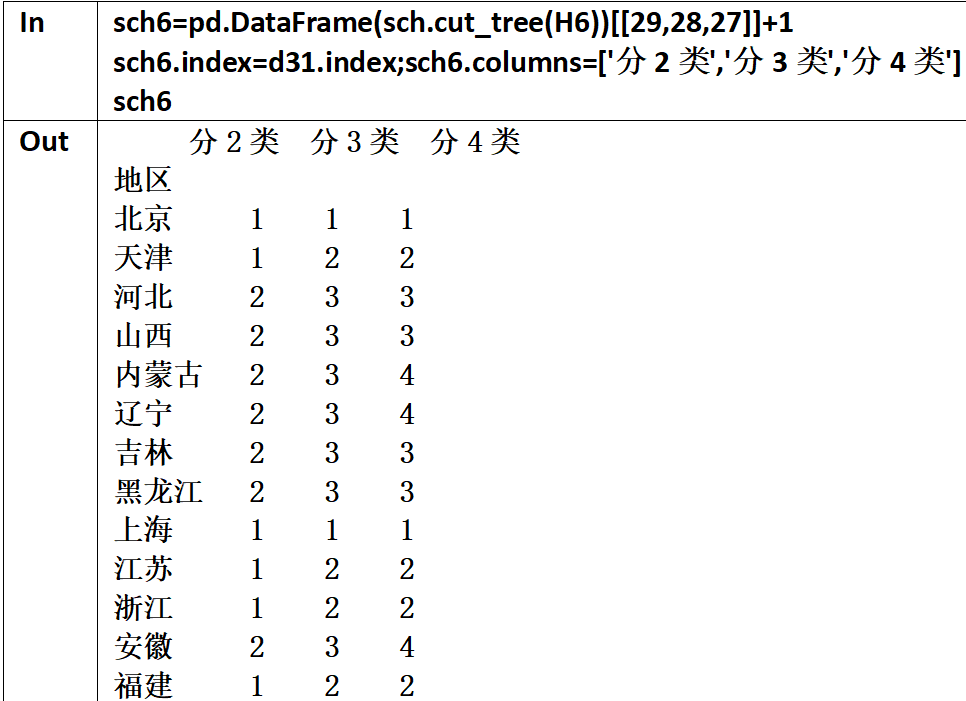 In sch6=pd.DataFrame(sch.cut_tree(H6))[[29,28,27]]+1
sch6.index=d31.index;sch6.columns=['分 2 类','分 3 类','分 4 类']
sch6
Out 分 2 类 分 3 类 分 4 类
地区
北京 1 1 1
天津 1 2 2
河北 2 3 3
山西 2 3 3
内蒙古 2 3 4
辽宁 2 3 4
吉林 2 3 3
黑龙江 2 3 3
上海 1 1 1
江苏 1 2 2
浙江 1 2 2
安徽 2 3 4
福建 1 2 2